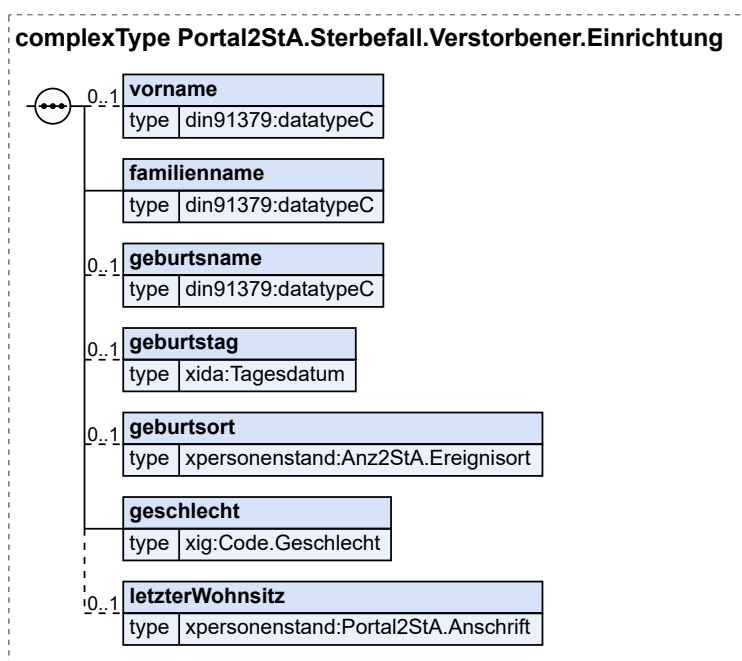 complexType Portal2StA.Sterbefall.Verstorbener.Einrichtung
0..1 vorname
type din91379:datatypeC
familienname
type din91379:datatypeC
0..1 geburtsname
type din91379:datatypeC
0..1 geburtstag
type xida:Tagesdatum
0..1 geburtsort
type xpersonenstand:Anz2StA.Ereignisort
geschlecht
type xig:Code.Geschlecht
0..1 letzterWohnsitz
type xpersonenstand:Portal2StA.Anschrift